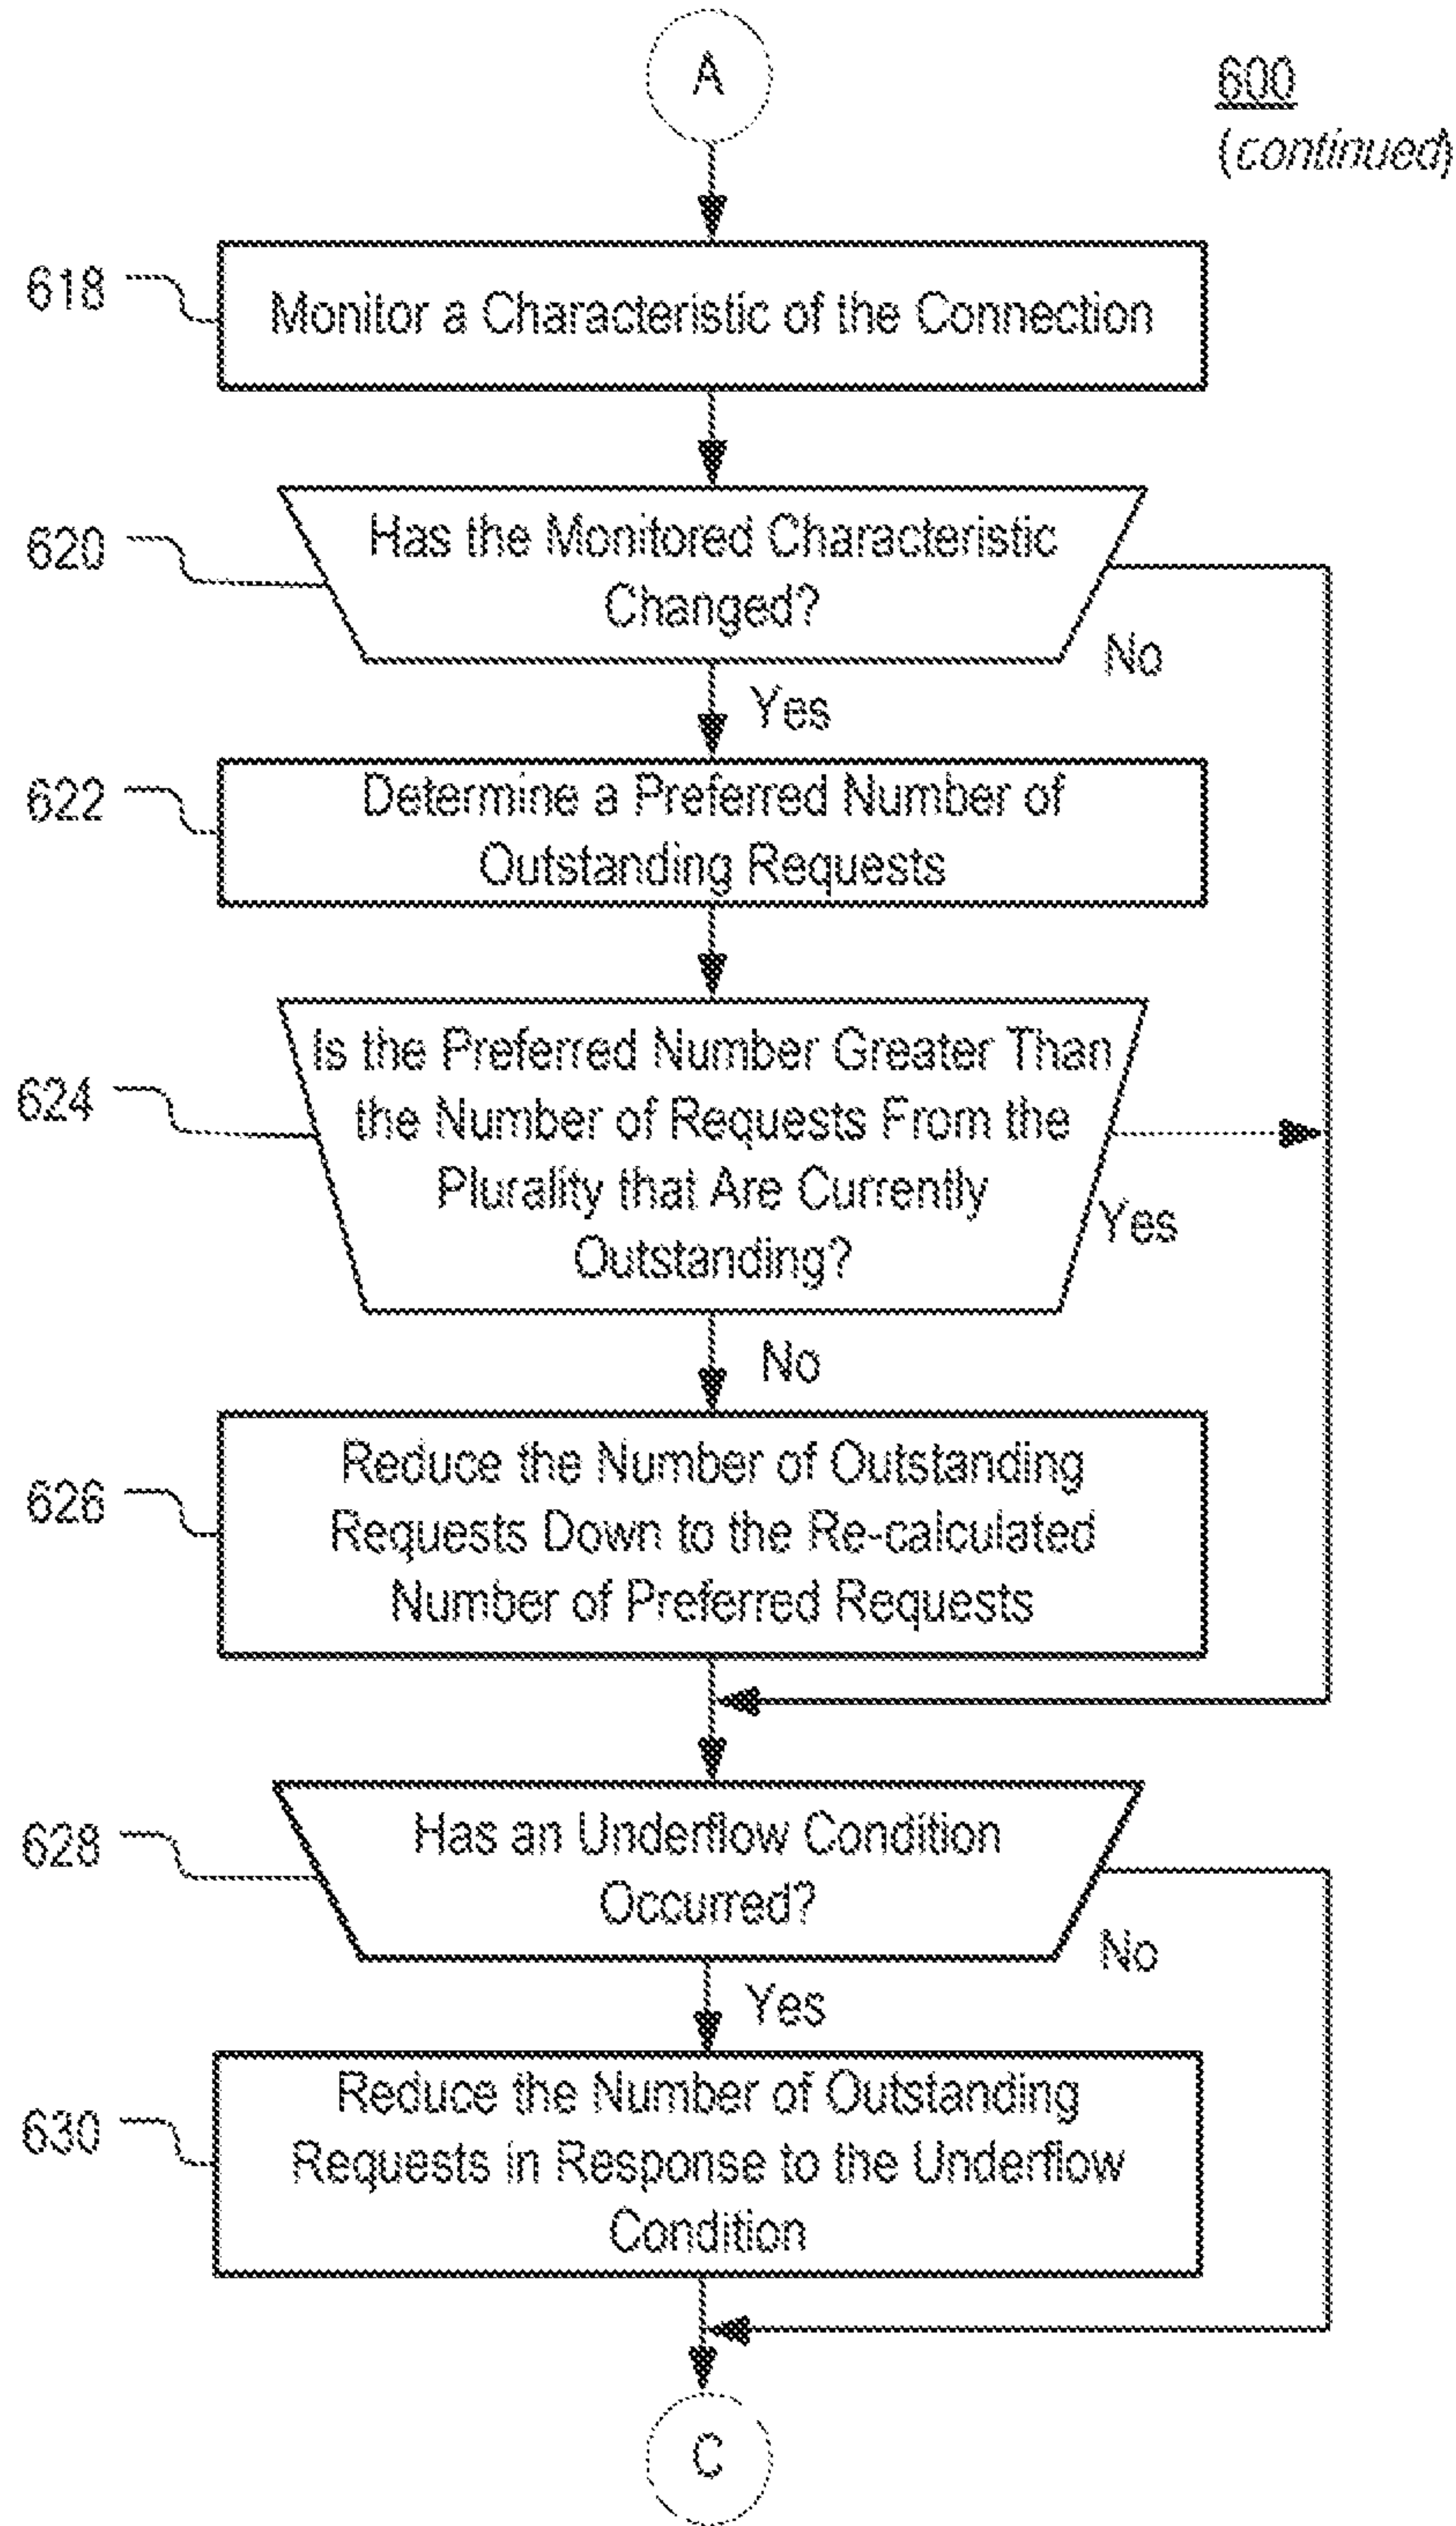 A
600
(continued)
618
Monitor a Characteristic of the Connection
620
Has the Monitored Characteristic
Changed?
No
Yes
622
Determine a Preferred Number of
Outstanding Requests
624
Is the Preferred Number Greater Than
the Number of Requests From the
Plurality that Are Currently
Outstanding?
Yes
No
626
Reduce the Number of Outstanding
Requests Down to the Re-calculated
Number of Preferred Requests
628
Has an Underflow Condition
Occurred?
No
Yes
630
Reduce the Number of Outstanding
Requests in Response to the Underflow
Condition
C